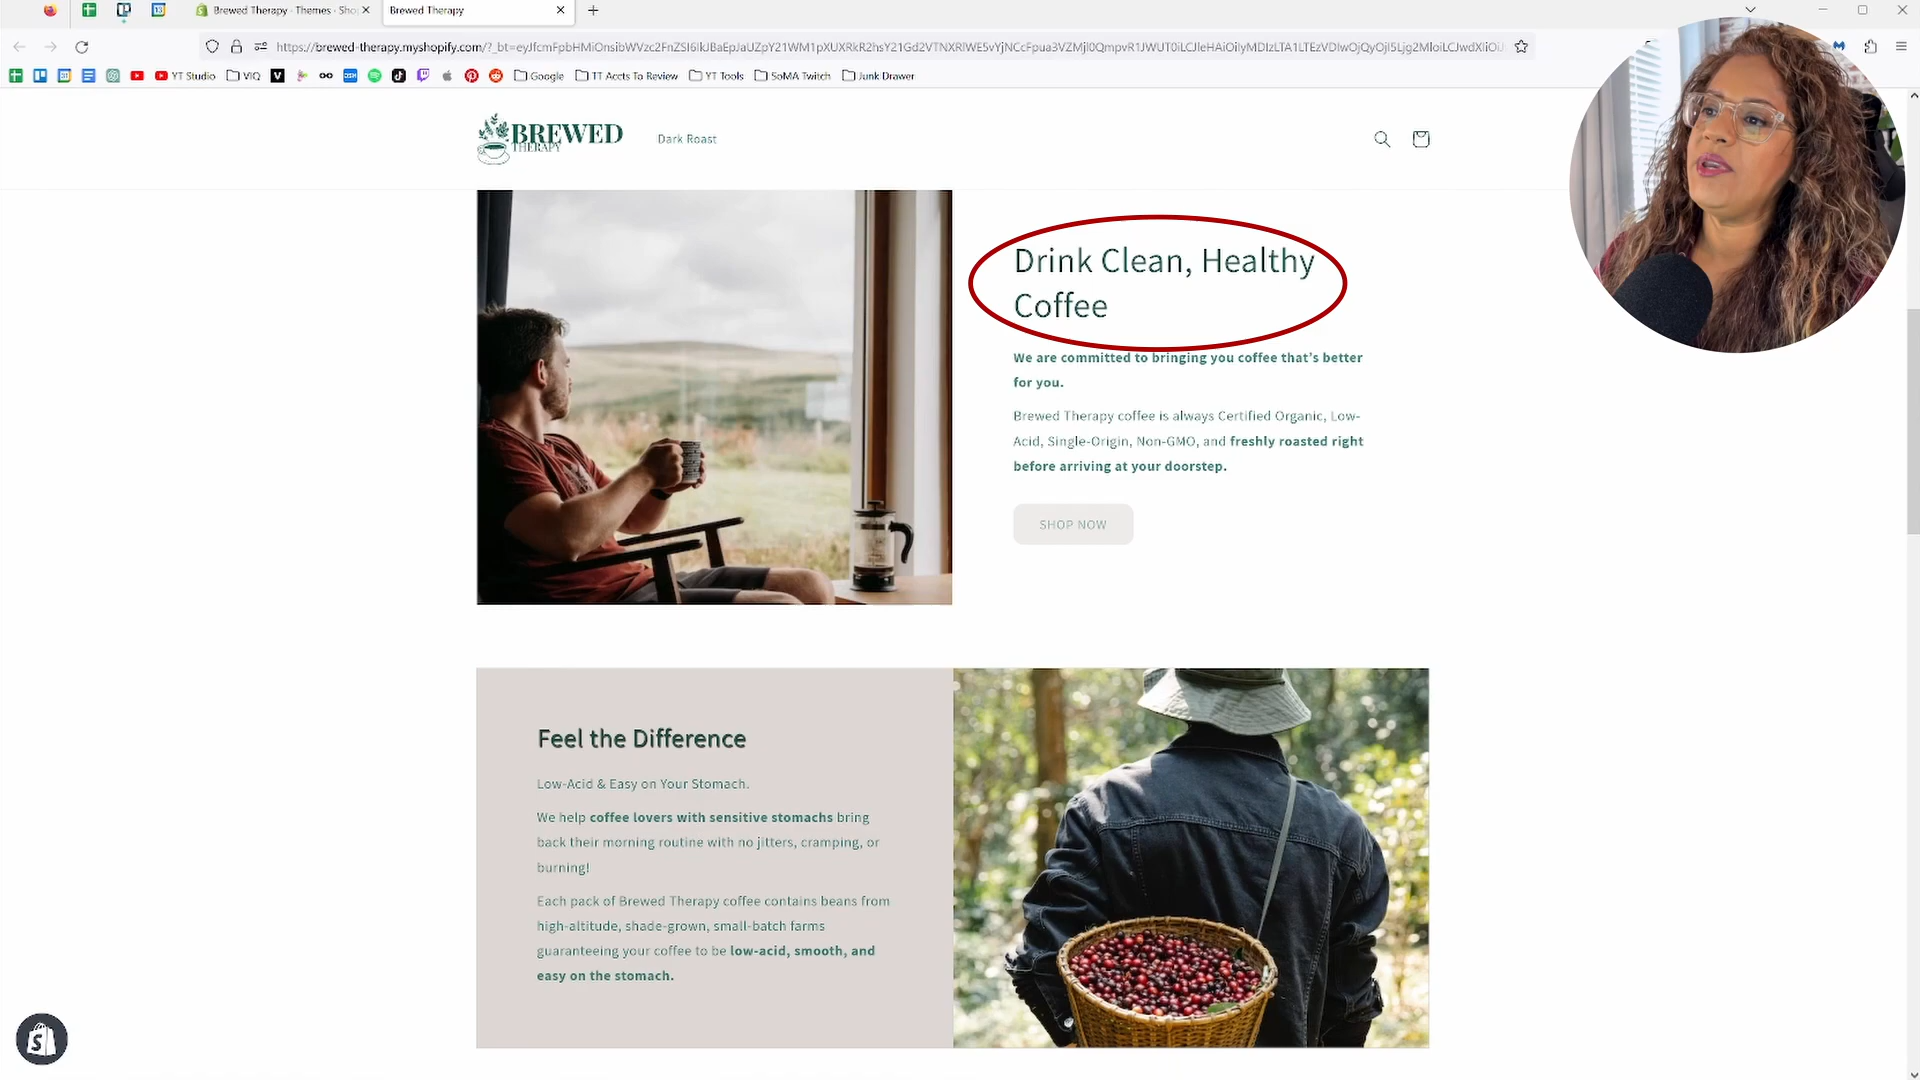 Brewed Therapy · Themes · Sho
Brewed Therapy
https://brewed-therapy.myshopify.com/?_bt=
YT Studio
VIQ
Google
TT Accts To Review
YT Tools
SoMA Twitch
Junk Drawer
BREWED
THERAPY
Dark Roast
Drink Clean, Healthy
Coffee
We are committed to bringing you coffee that's better
for you.
Brewed Therapy coffee is always Certified Organic, Low-
Acid, Single-Origin, Non-GMO, and freshly roasted right
before arriving at your doorstep.
SHOP NOW
Feel the Difference
Low-Acid & Easy on Your Stomach.
We help coffee lovers with sensitive stomachs bring
back their morning routine with no jitters, cramping, or
burning!
Each pack of Brewed Therapy coffee contains beans from
high-altitude, shade-grown, small-batch farms
guaranteeing your coffee to be low-acid, smooth, and
easy on the stomach.